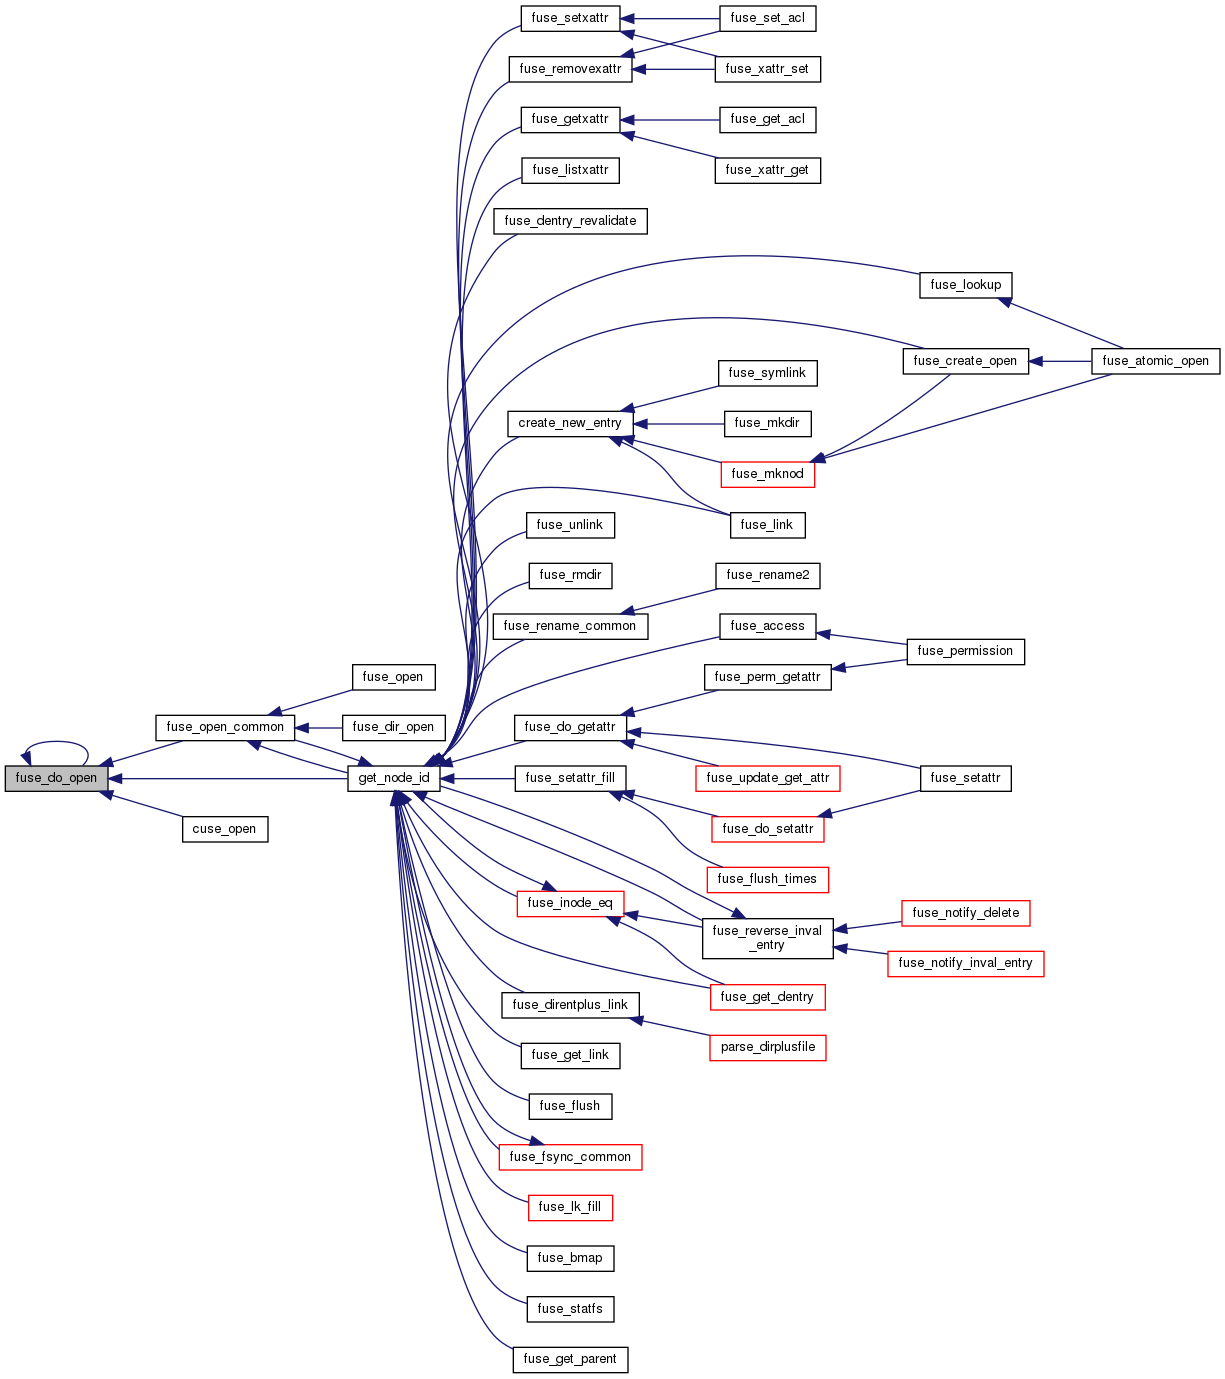 fuse_setxattr
fuse_set_acl
fuse_removexattr
fuse_xattr_set
fuse_getxattr
fuse_get_acl
fuse_listxattr
fuse_xattr_get
fuse_dentry_revalidate
fuse_lookup
fuse_create_open
fuse_atomic_open
fuse_symlink
create_new_entry
fuse_mkdir
fuse_mknod
fuse_unlink
fuse_link
fuse_rmdir
fuse_rename2
fuse_rename_common
fuse_access
fuse_permission
fuse_open
fuse_perm_getattr
fuse_open_common
fuse_dir_open
fuse_do_getattr
fuse_do_open
get_node_id
fuse_setattr_fill
fuse_update_get_attr
fuse_setattr
cuse_open
fuse_do_setattr
fuse_flush_times
fuse_inode_eq
fuse_notify_delete
fuse_reverse_inval
_entry
fuse_notify_inval_entry
fuse_get_dentry
fuse_direntplus_link
fuse_get_link
parse_dirplusfile
fuse_flush
fuse_fsync_common
fuse_lk_fill
fuse_bmap
fuse_statfs
fuse_get_parent